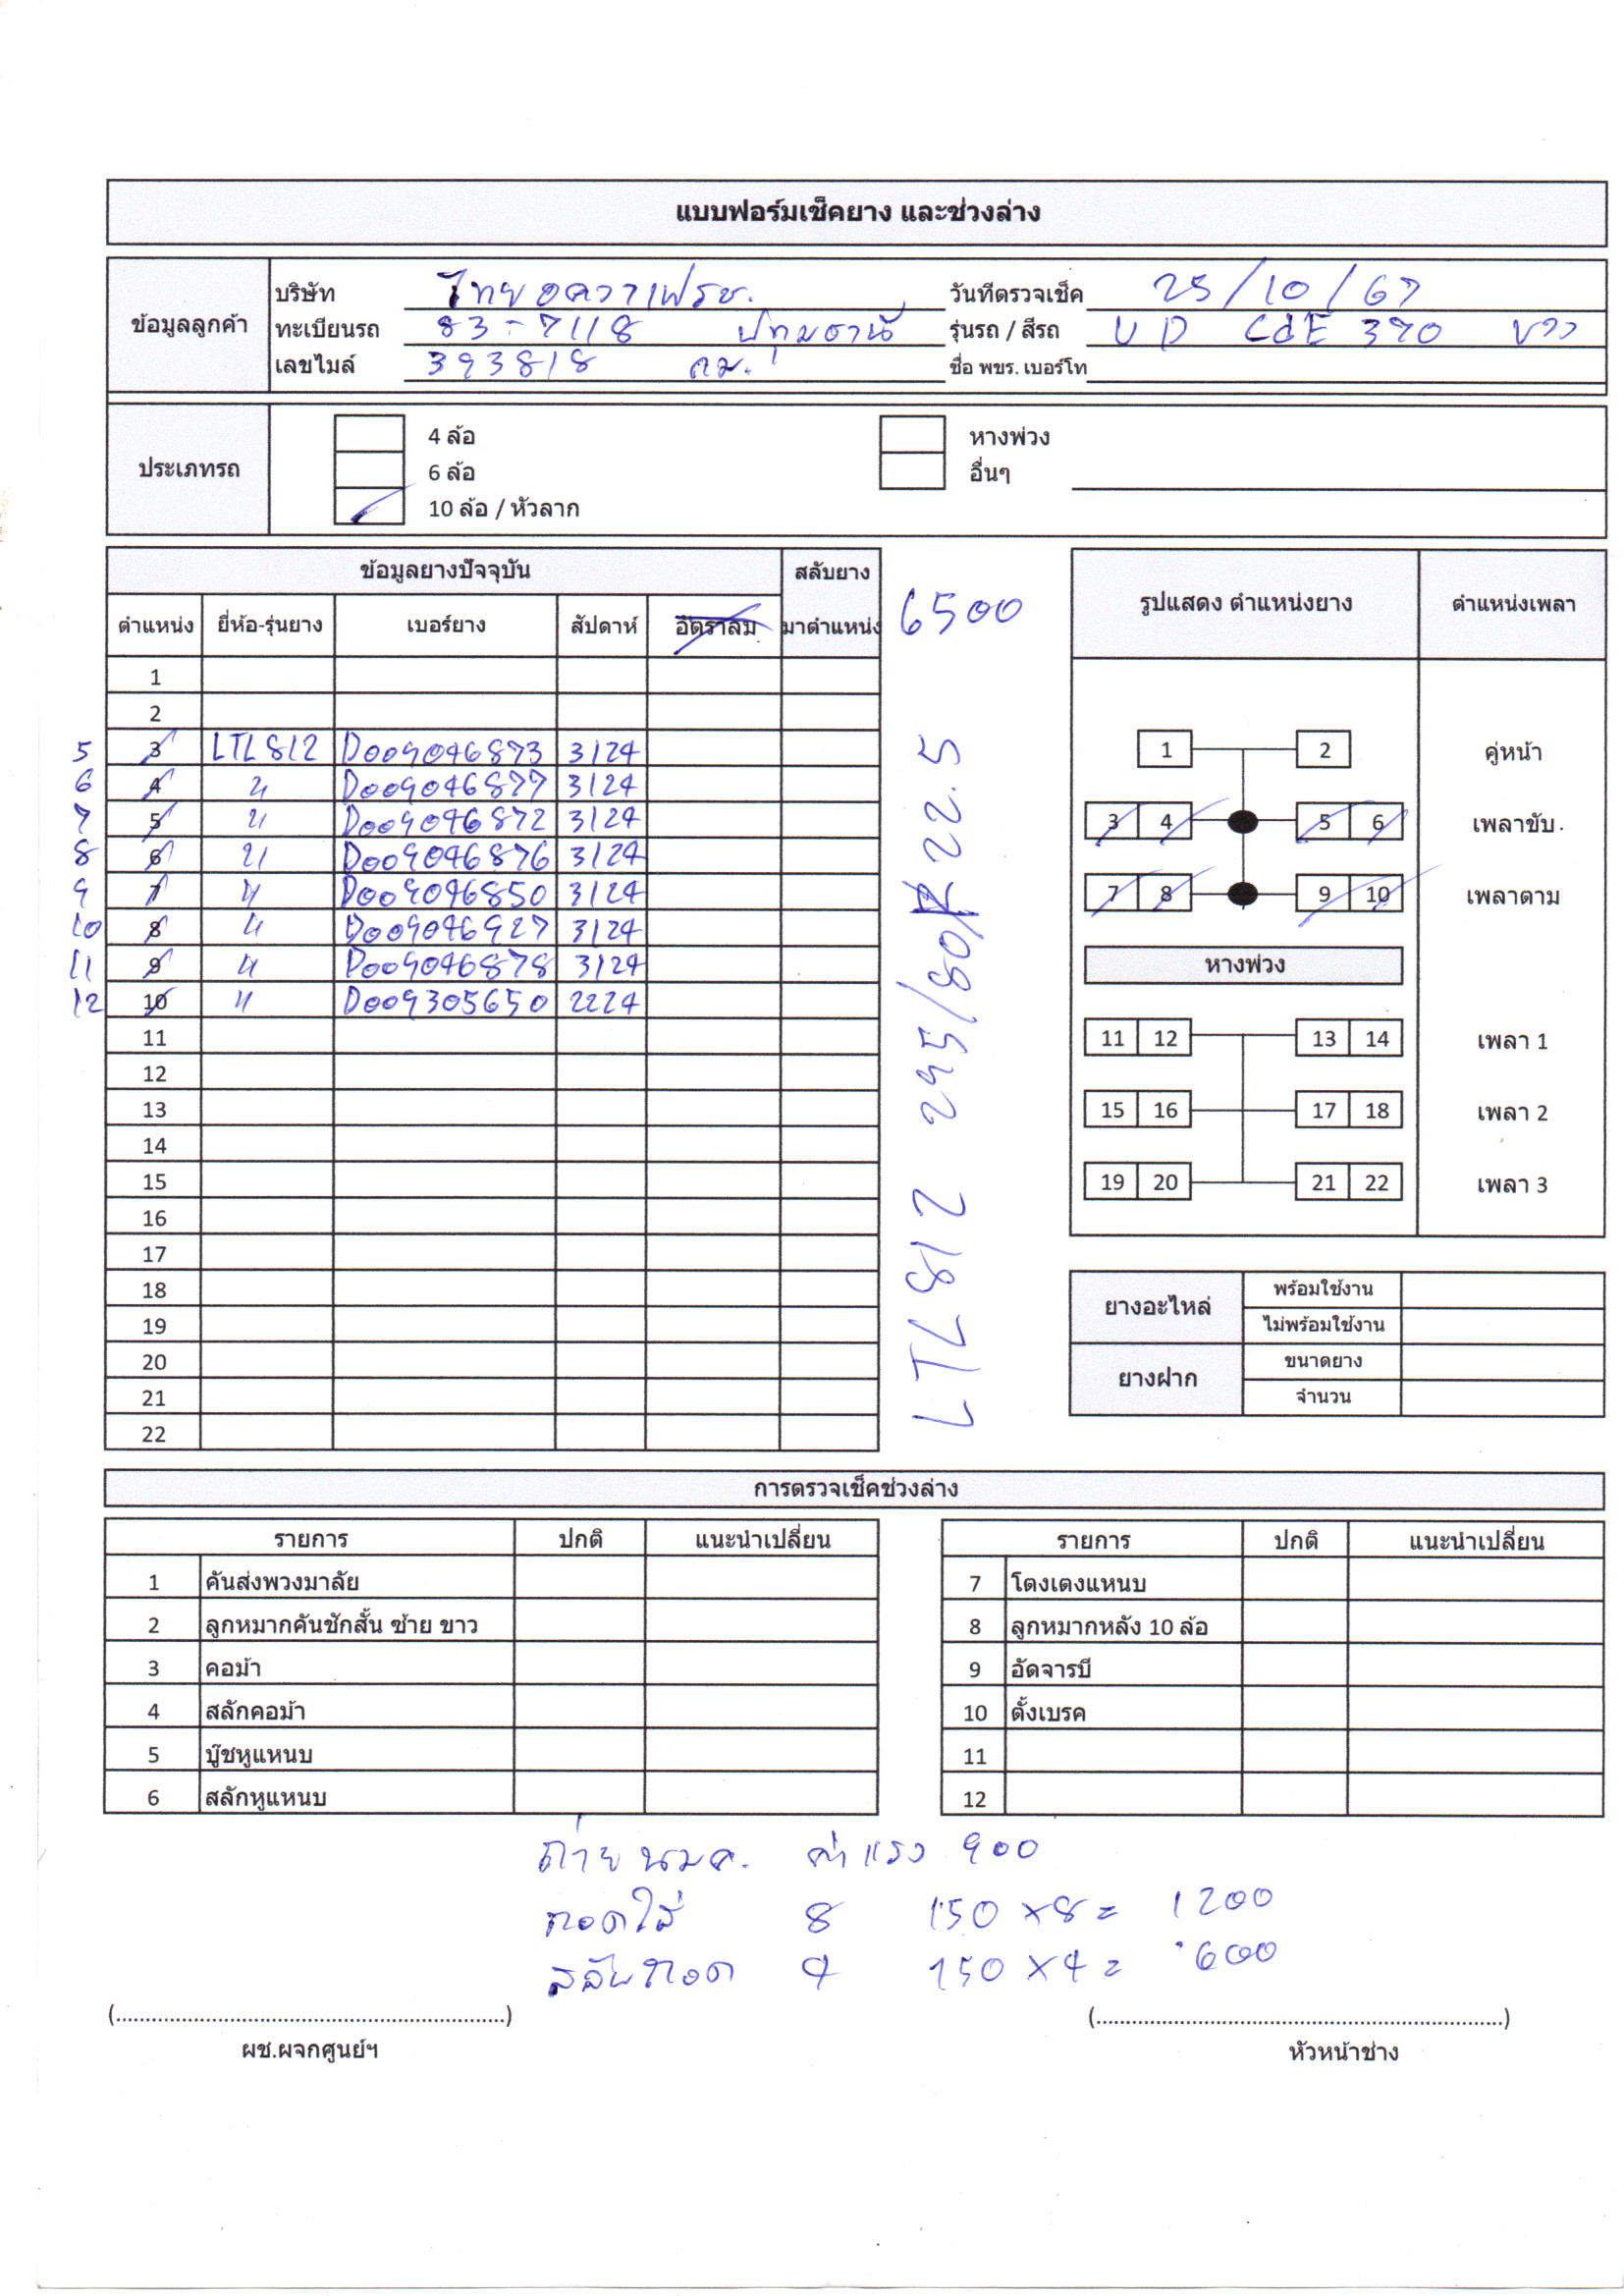 แบบฟอร์มเช็คยาง และช่วงล่าง
ข้อมูลลูกค้า
บริษัท ไทยอควาเฟรช. วันที่ตรวจเช็ค 25/10/67
ทะเบียนรถ 83-7118 ปทุมธานี รุ่นรถ / สีรถ UD CdE 370 ขาว
เลขไมล์ 393818 กม. ชื่อ พขร. เบอร์โท
ประเภทรถ
4 ล้อ หางพ่วง
6 ล้อ อื่นๆ
10 ล้อ / หัวลาก
ข้อมูลยางปัจจุบัน สลับยาง
ตำแหน่ง ยี่ห้อ-รุ่นยาง เบอร์ยาง สัปดาห์ อัตราลม มาตำแหน่ง
6500
1
2
5 3 LTL812 D009046873 3124
6 4 " D009046877 3124
7 5 " D009046872 3124
8 6 " D009046876 3124
9 7 " D009046850 3124
10 8 " D009046927 3124
11 9 " D009046878 3124
12 10 " D009305650 2224
11
12
13
14
15
16
17
18
19
20
21
22
LTL812 295/80R22.5
รูปแสดง ตำแหน่งยาง ตำแหน่งเพลา
1 2 คู่หน้า
3 4 5 6 เพลาขับ
7 8 9 10 เพลาตาม
หางพ่วง
11 12 13 14 เพลา 1
15 16 17 18 เพลา 2
19 20 21 22 เพลา 3
ยางอะไหล่ พร้อมใช้งาน
ไม่พร้อมใช้งาน
ยางฝาก ขนาดยาง
จำนวน
การตรวจเช็คช่วงล่าง
รายการ ปกติ แนะนำเปลี่ยน รายการ ปกติ แนะนำเปลี่ยน
1 คันส่งพวงมาลัย 7 โตงเตงแหนบ
2 ลูกหมากคันชักสั้น ซ้าย ขาว 8 ลูกหมากหลัง 10 ล้อ
3 คอม้า 9 อัดจารบี
4 สลักคอม้า 10 ตั้งเบรค
5 บู๊ชหูแหนบ 11
6 สลักหูแหนบ 12
ถ่าย นมค. ค่าแรง 900
ถอดใส่ 8 150 x 8 = 1200
สลับถอด 4 150 x 4 = 600
(..........) (..........)
ผช.ผจกศูนย์ฯ หัวหน้าช่าง